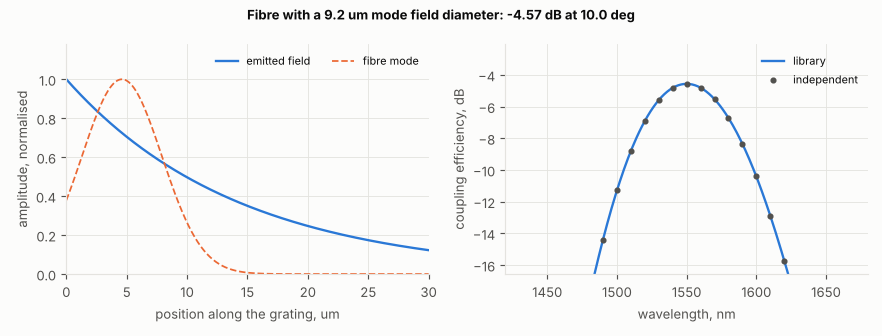 Fibre with a 9.2 um mode field diameter: -4.57 dB at 10.0 deg
emitted field
fibre mode
amplitude, normalised
1.0
0.8
0.6
0.4
0.2
0.0
0
5
10
15
20
25
30
position along the grating, um
library
independent
coupling efficiency, dB
−4
−6
−8
−10
−12
−14
−16
1450
1500
1550
1600
1650
wavelength, nm